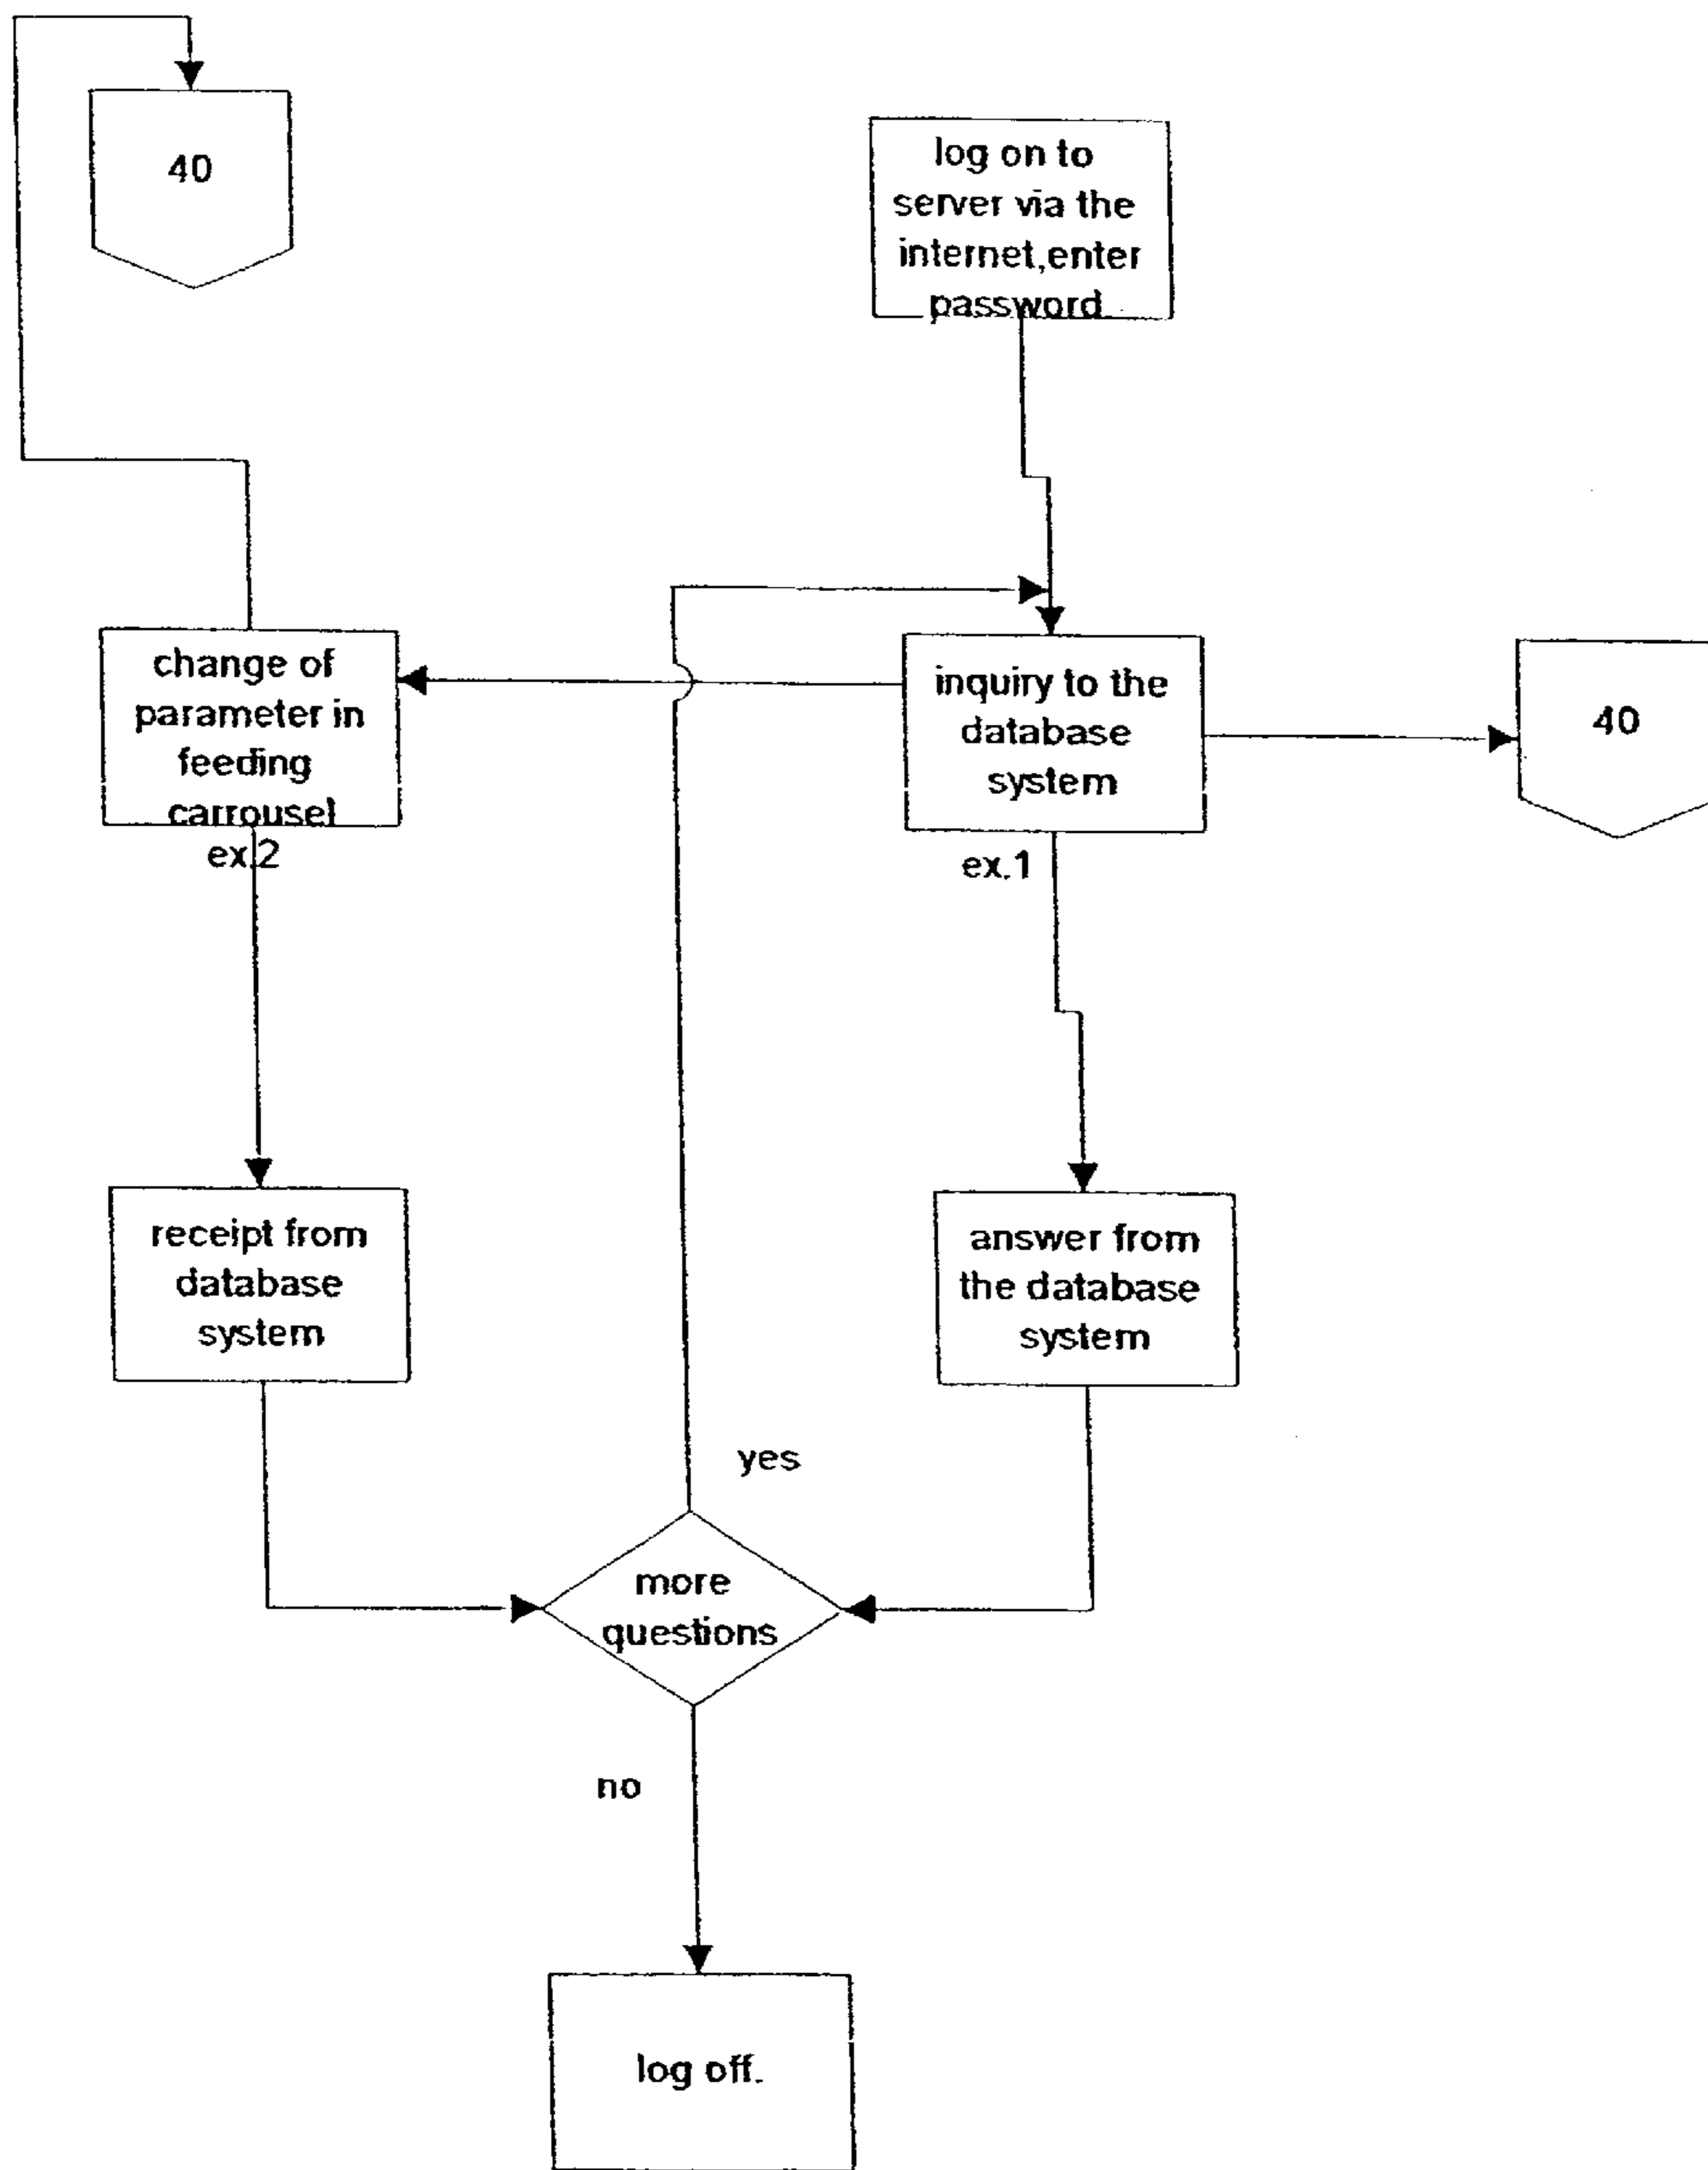 40
log on to
server via the
internet,enter
password
change of
parameter in
feeding
carrousel
ex.2
inquiry to the
database
system
ex.1
40
receipt from
database
system
answer from
the database
system
yes
more
questions
no
log off.